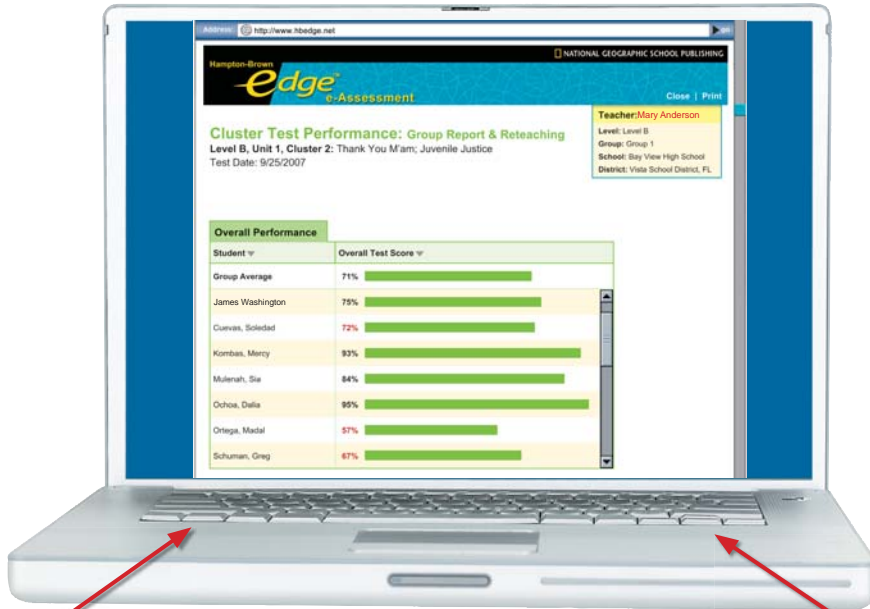 Address: http://www.hbedge.net
NATIONAL GEOGRAPHIC SCHOOL PUBLISHING
Hampton-Brown
edge
e-Assessment
Close | Print
Teacher:Mary Anderson
Level: Level B
Group: Group 1
School: Bay View High School
District: Vista School District, FL
Cluster Test Performance: Group Report & Reteaching
Level B, Unit 1, Cluster 2: Thank You M'am; Juvenile Justice
Test Date: 9/25/2007
Overall Performance
Student Overall Test Score
Group Average 71%
James Washington 75%
Cuevas, Soledad 72%
Kombas, Mercy 93%
Mulenah, Sia 84%
Ochoa, Dalia 95%
Ortega, Madal 57%
Schuman, Greg 67%